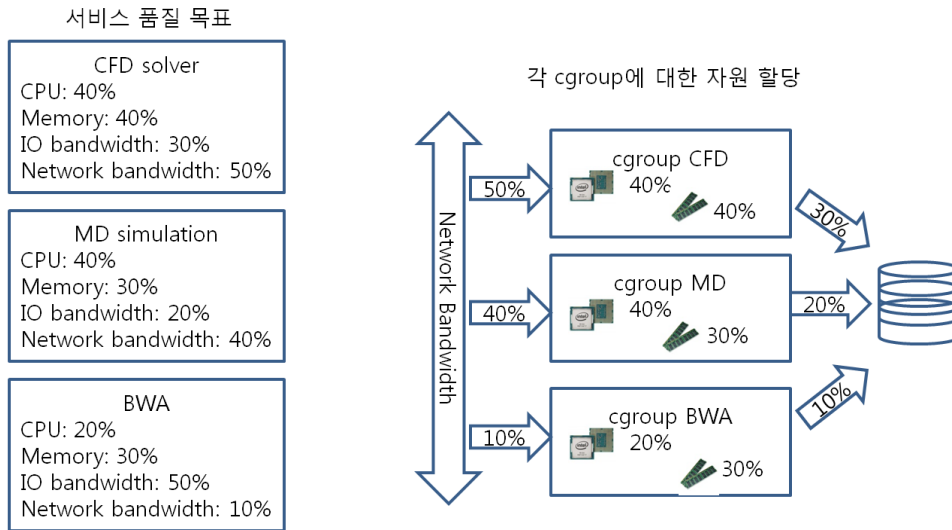 서비스 품질 목표
CFD solver
CPU: 40%
Memory: 40%
IO bandwidth: 30%
Network bandwidth: 50%
MD simulation
CPU: 40%
Memory: 30%
IO bandwidth: 20%
Network bandwidth: 40%
BWA
CPU: 20%
Memory: 30%
IO bandwidth: 50%
Network bandwidth: 10%
각 cgroup에 대한 자원 할당
Network Bandwidth
50%
cgroup CFD
40%
40%
30%
40%
cgroup MD
40%
30%
20%
10%
cgroup BWA
20%
30%
10%